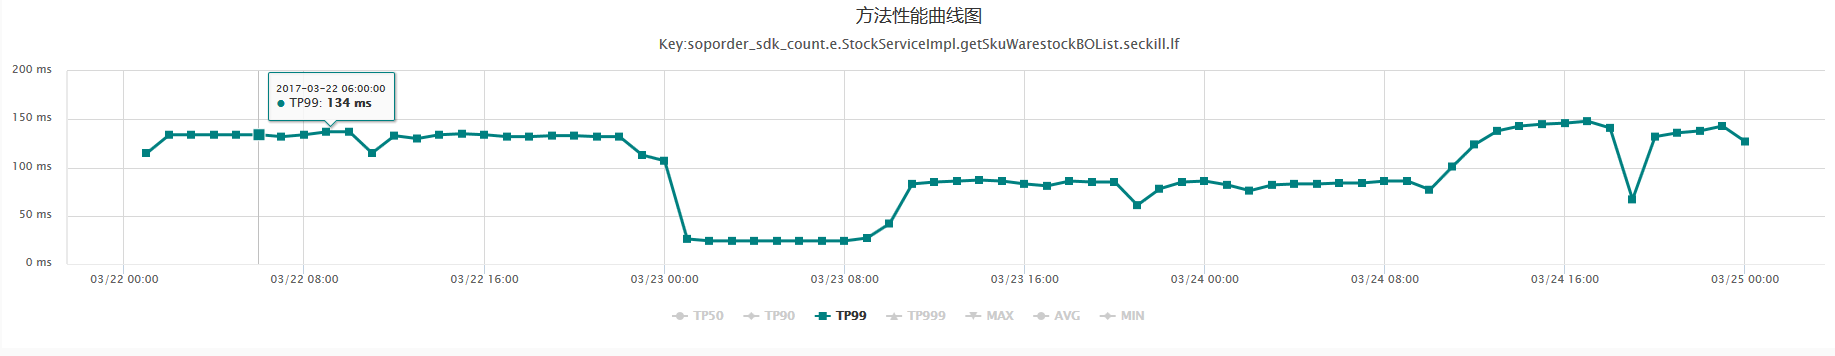 方法性能曲线图
Key:soporder_sdk_count.e.StockServiceImpl.getSkuWarestockBOList.seckill.lf
200 ms
2017-03-22 06:00:00
TP99: 134 ms
150 ms
100 ms
50 ms
0 ms
03/22 00:00 03/22 08:00 03/22 16:00 03/23 00:00 03/23 08:00 03/23 16:00 03/24 00:00 03/24 08:00 03/24 16:00 03/25 00:00
TP50 TP90 TP99 TP999 MAX AVG MIN